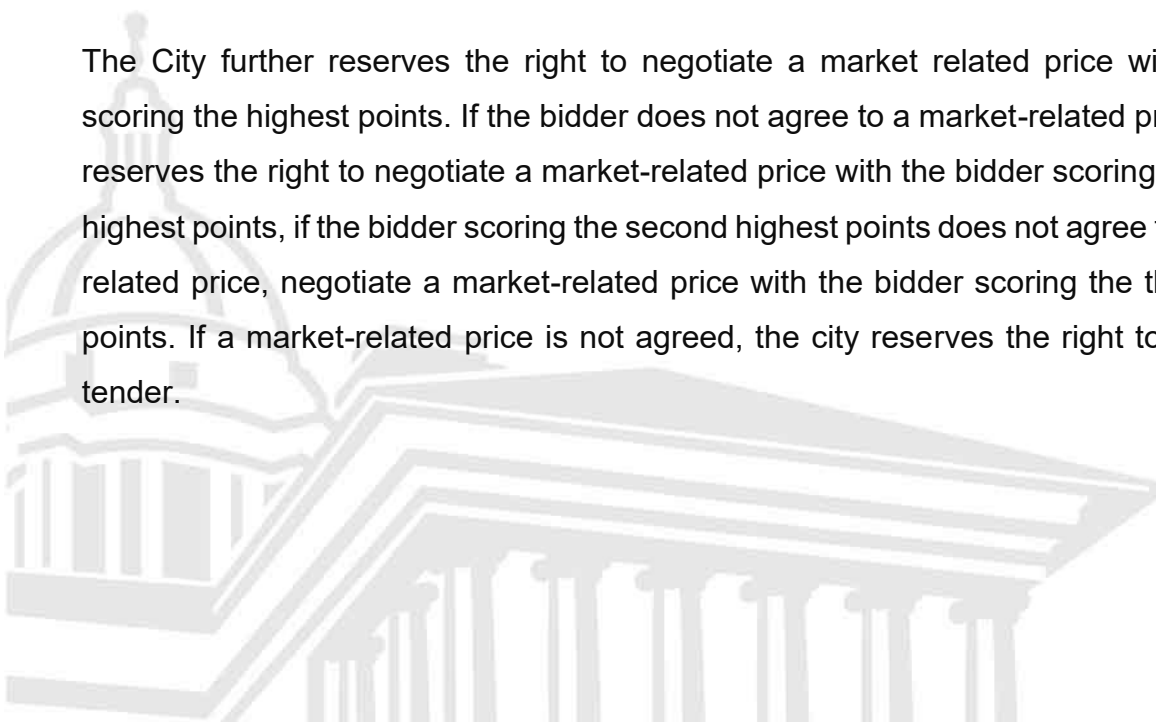 The City further reserves the right to negotiate a market related price
scoring the highest points. If the bidder does not agree to a market-related
reserves the right to negotiate a market-related price with the bidder scoring
highest points, if the bidder scoring the second highest points does not agree
related price, negotiate a market-related price with the bidder scoring the
points. If a market-related price is not agreed, the city reserves the right to
tender.